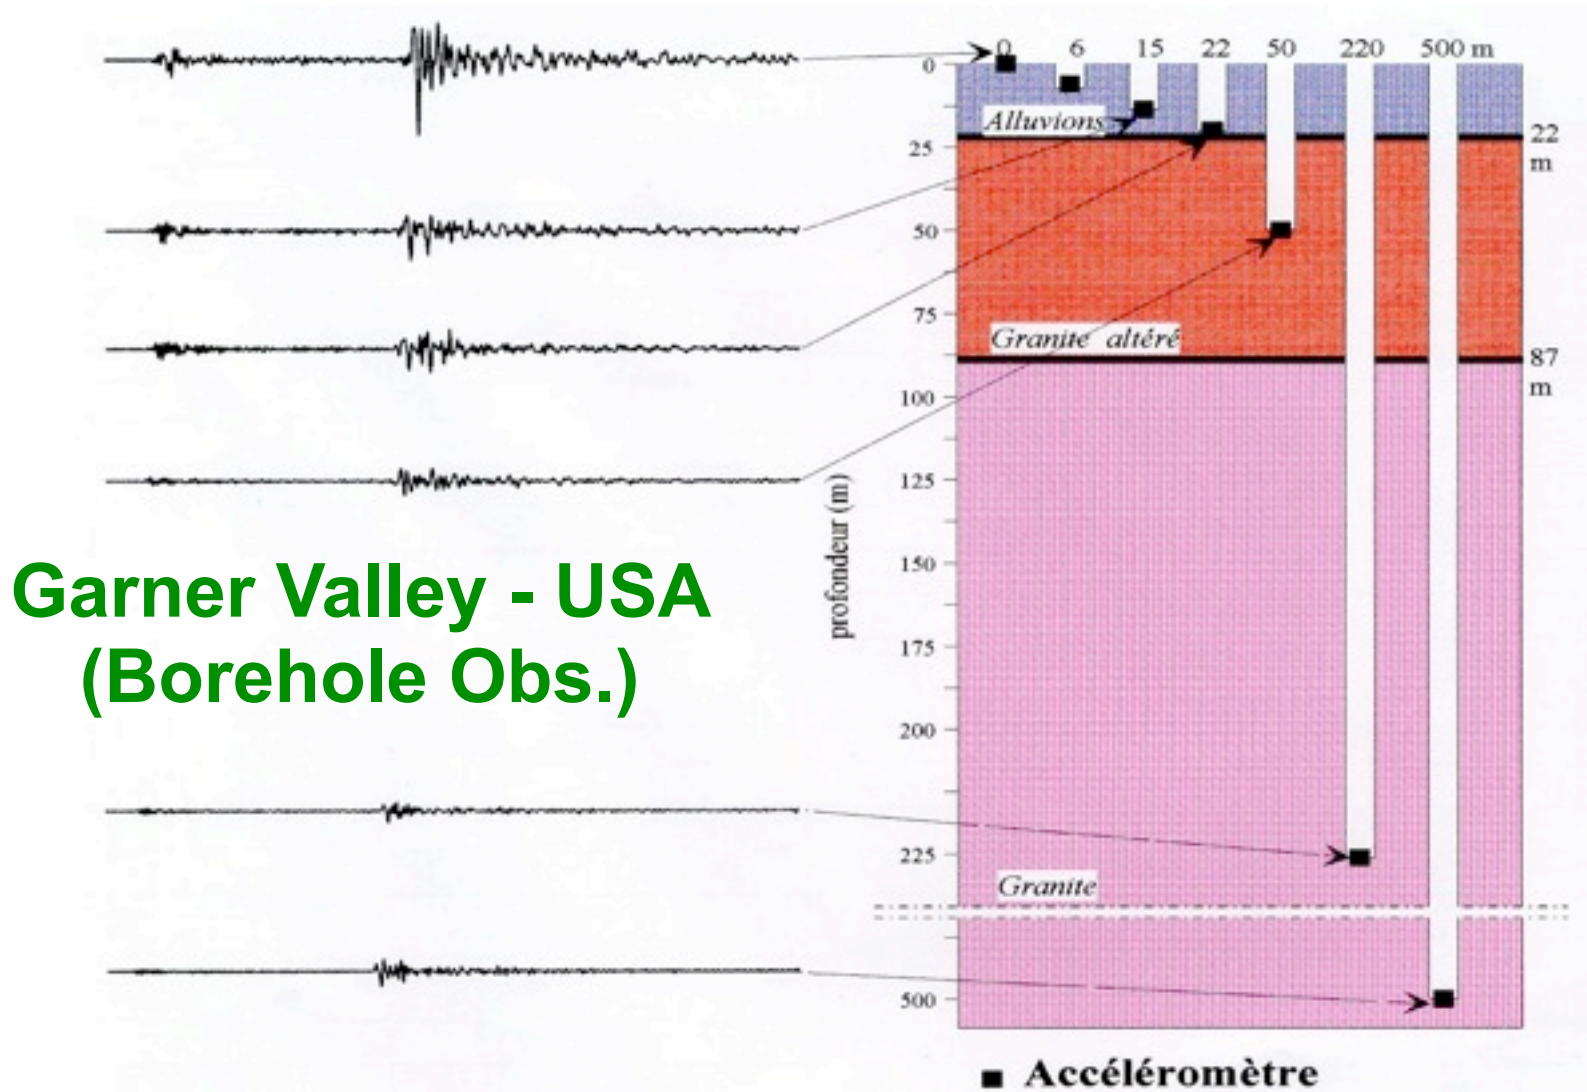 0 6 15 22 50 220 500 m
0
Alluvions
22 m
25
50
75
Granite altéré
87 m
100
125
profondeur (m)
150
Garner Valley - USA
(Borehole Obs.)
175
200
225
Granite
500
Accéléromètre